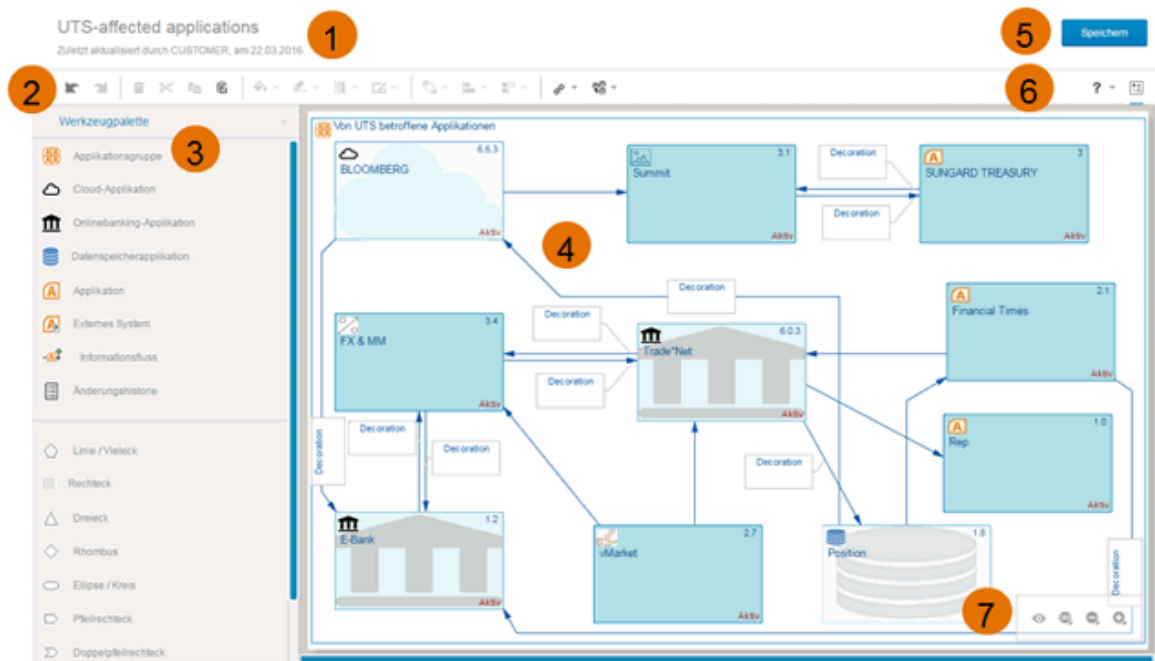 UTS-affected applications
Zuletzt aktualisiert durch CUSTOMER, am 22.03.2016.
1
5
Speichern
2
6
?
Werkzeugpalette
3
Applikationsgruppe
Cloud-Applikation
Onlinebanking-Applikation
Datenspeicherapplikation
Applikation
Externes System
Informationsfluss
Änderungshistorie
Linie / Vieleck
Rechteck
Dreieck
Rhombus
Ellipse / Kreis
Pfeilrechteck
Doppelpfeilrechteck
Von UTS betroffene Applikationen
6.6.3
BLOOMBERG
Aktiv
3.1
Summit
Aktiv
Decoration
Decoration
A
3
SUNGARD TREASURY
Aktiv
4
Decoration
Decoration
Decoration
3.4
FX & MM
Aktiv
6.0.3
Trade*Net
Aktiv
A
2.1
Financial Times
Aktiv
A
1.0
Rep
Aktiv
Decoration
Decoration
Decoration
Decoration
1.2
E-Bank
Aktiv
2.7
vMarket
Aktiv
1.8
Position
Decoration
7